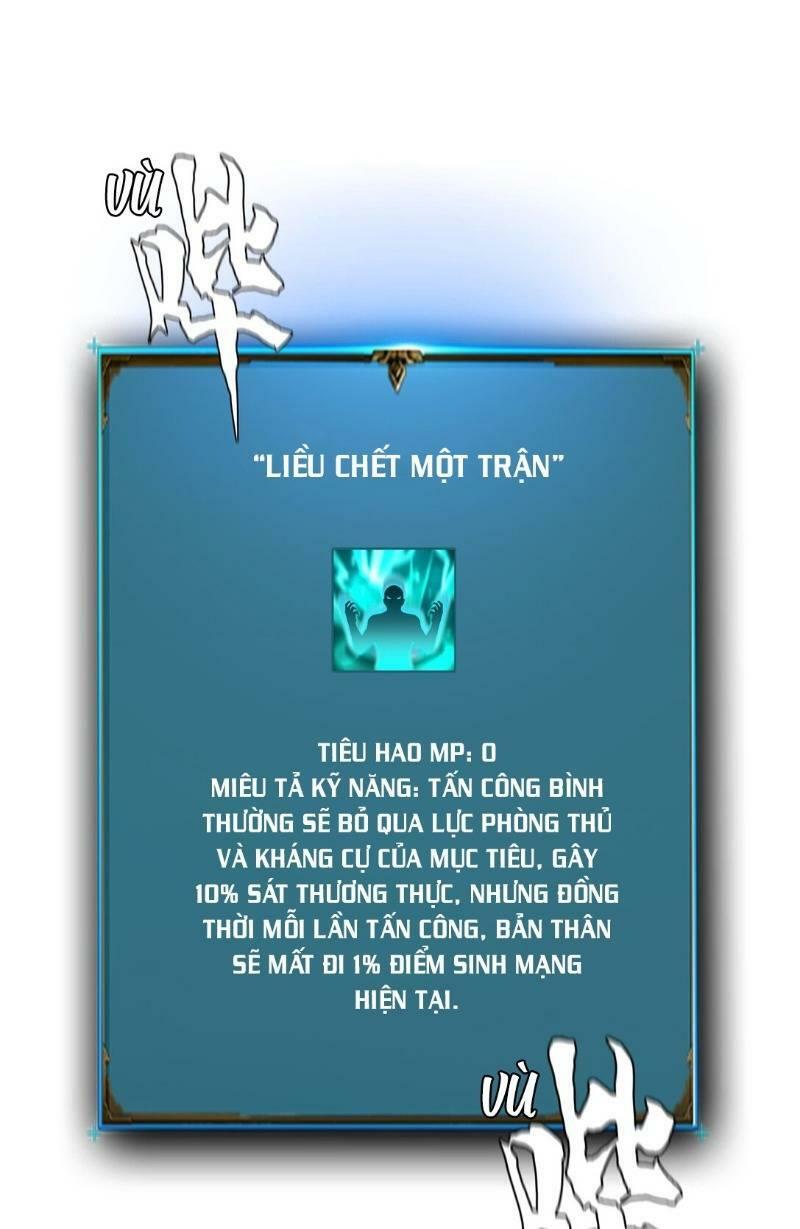 VÙ
哗
"LIỀU CHẾT MỘT TRẬN"
TIÊU HAO MP: 0
MIÊU TẢ KỸ NĂNG: TẤN CÔNG BÌNH
THƯỜNG SẼ BỎ QUA LỰC PHÒNG THỦ
VÀ KHÁNG CỰ CỦA MỤC TIÊU, GÂY
10% SÁT THƯƠNG THỰC, NHƯNG ĐỒNG
THỜI MỖI LẦN TẤN CÔNG, BẢN THÂN
SẼ MẤT ĐI 1% ĐIỂM SINH MẠNG
HIỆN TẠI.
VÙ